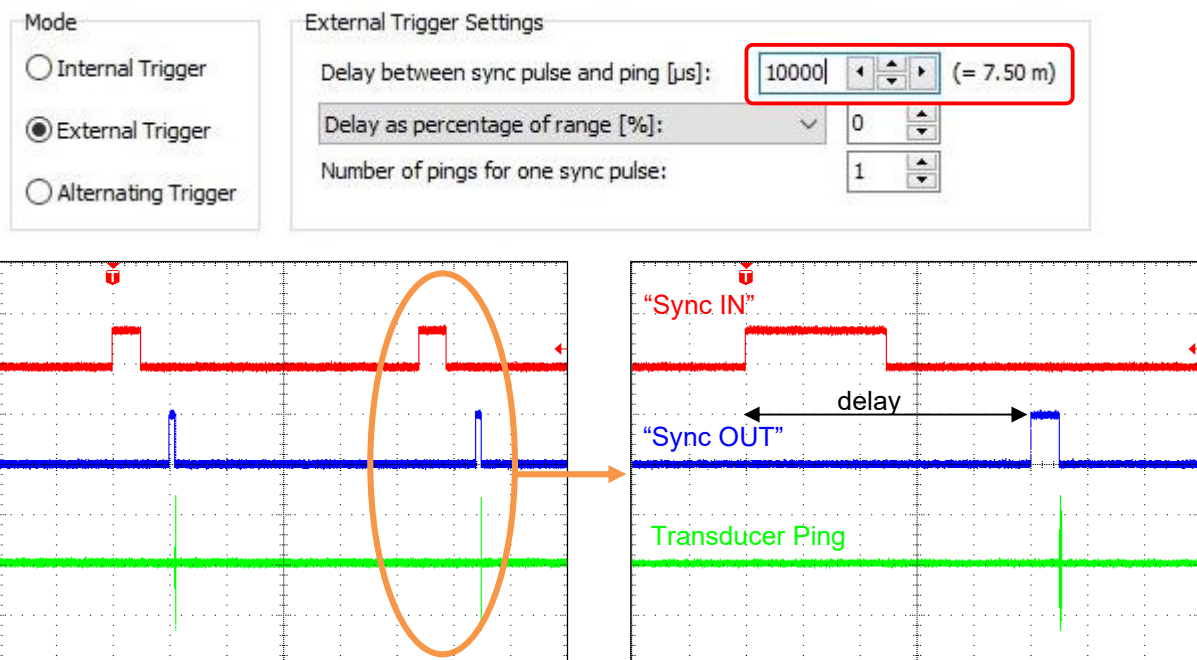 Mode
Internal Trigger
External Trigger
Alternating Trigger
External Trigger Settings
Delay between sync pulse and ping [µs]: 10000 (= 7.50 m)
Delay as percentage of range [%]: 0
Number of pings for one sync pulse: 1
T
T
“Sync IN”
delay
“Sync OUT”
Transducer Ping